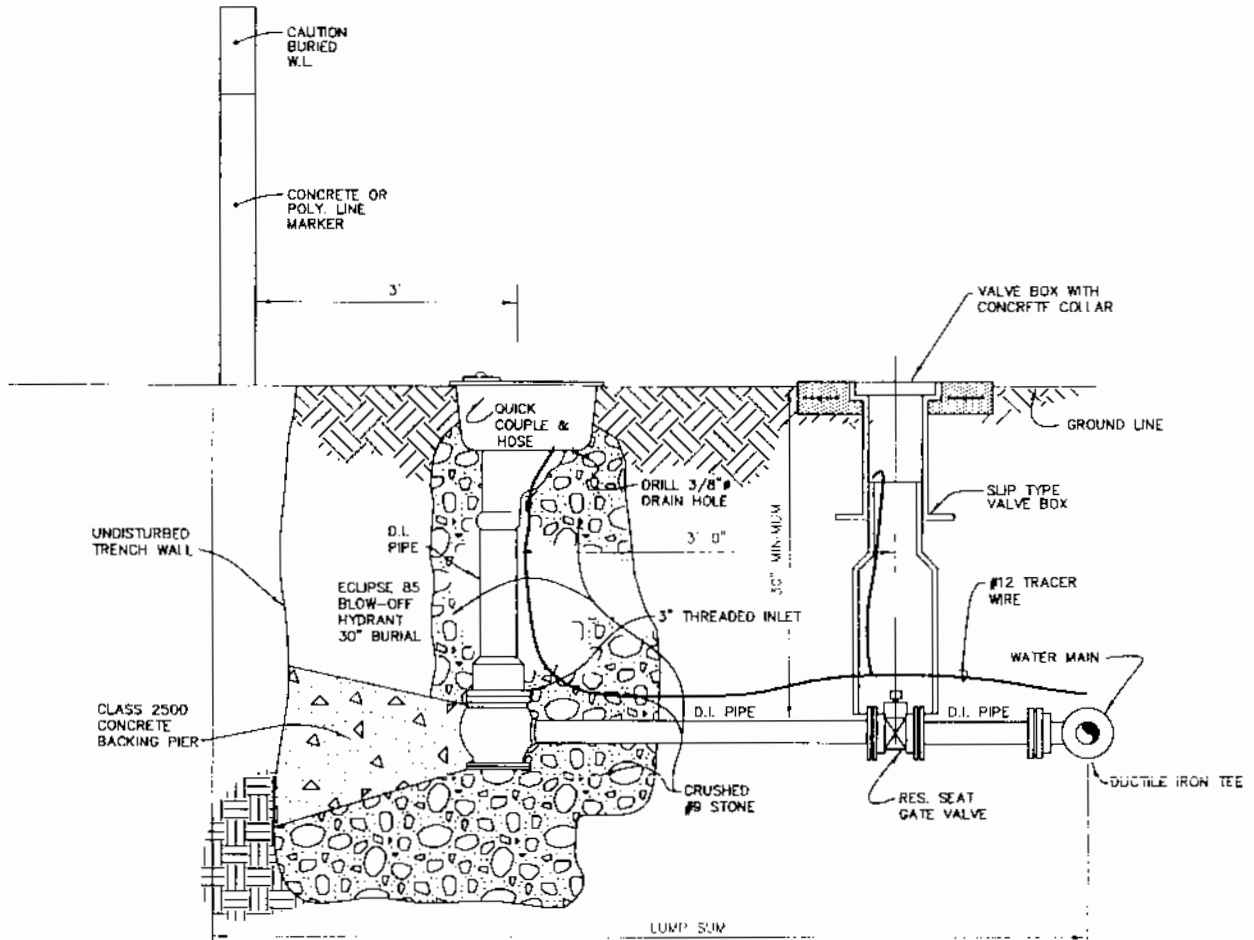 CAUTION
BURIED
W.L.
CONCRETE OR
POLY. LINE
MARKER
3'
VALVE BOX WITH
CONCRETE COLLAR
QUICK
COUPLE &
HOSE
GROUND LINE
DRILL 3/8"ø
DRAIN HOLE
SLIP TYPE
VALVE BOX
UNDISTURBED
TRENCH WALL
D.I.
PIPE
3' 0"
30" MINIMUM
ECLIPSE 85
BLOW-OFF
HYDRANT
30" BURIAL
#12 TRACER
WIRE
3" THREADED INLET
WATER MAIN
CLASS 2500
CONCRETE
BACKING PIER
D.I. PIPE
D.I. PIPE
CRUSHED
#9 STONE
RES. SEAT
GATE VALVE
DUCTILE IRON TEE
LUMP SUM